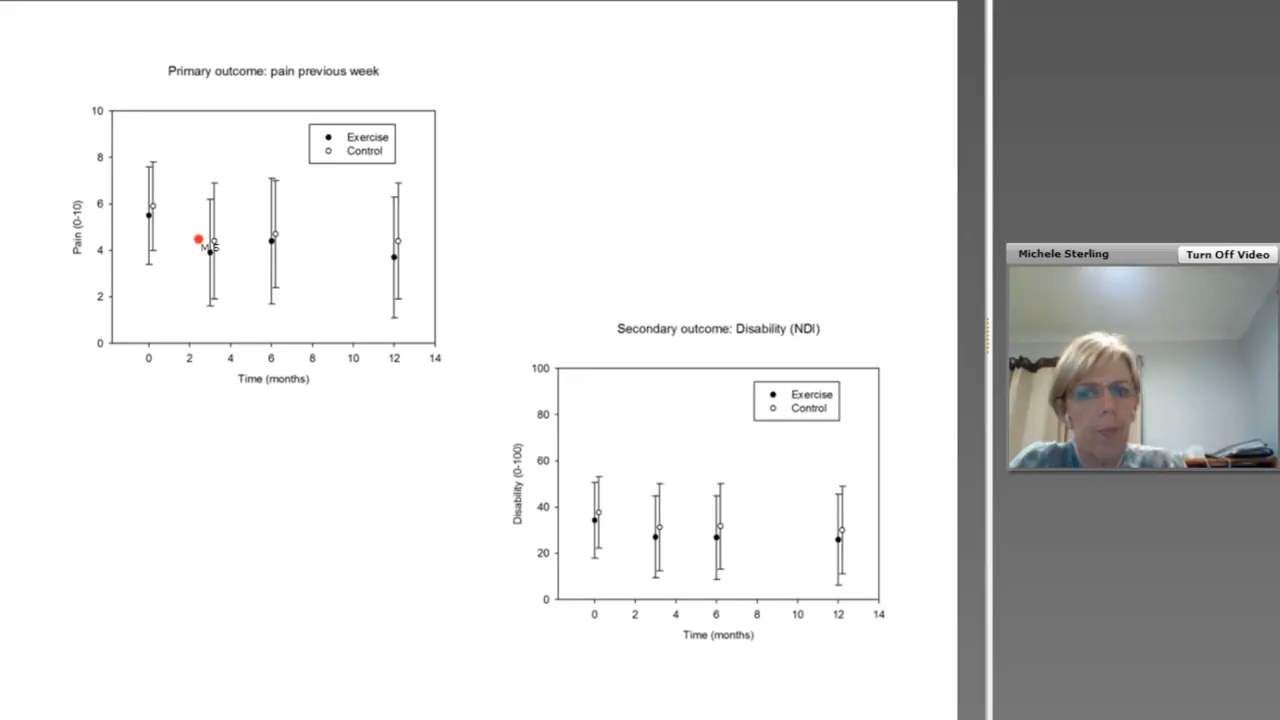 Primary outcome: pain previous week
10
8
6
4
2
0
Pain (0-10)
Exercise
Control
MS
0 2 4 6 8 10 12 14
Time (months)
Secondary outcome: Disability (NDI)
100
80
60
40
20
0
Disability (0-100)
Exercise
Control
0 2 4 6 8 10 12 14
Time (months)
Michele Sterling
Turn Off Video